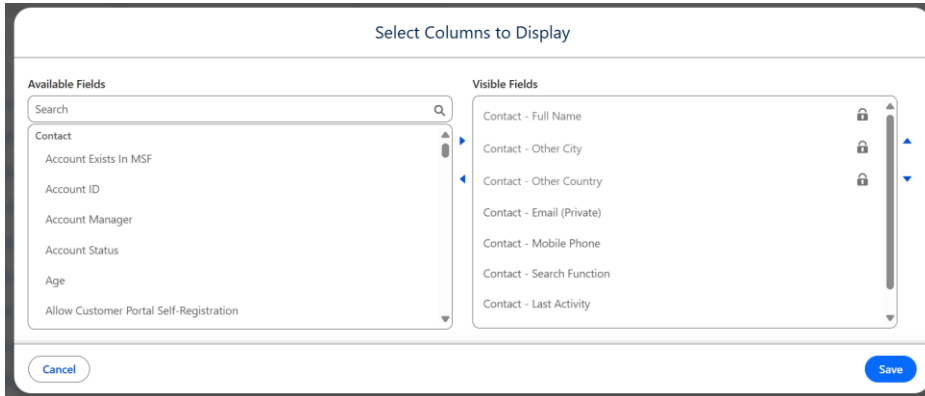 Select Columns to Display
Available Fields
Search
Contact
Account Exists In MSF
Account ID
Account Manager
Account Status
Age
Allow Customer Portal Self-Registration
Visible Fields
Contact - Full Name
Contact - Other City
Contact - Other Country
Contact - Email (Private)
Contact - Mobile Phone
Contact - Search Function
Contact - Last Activity
Cancel
Save